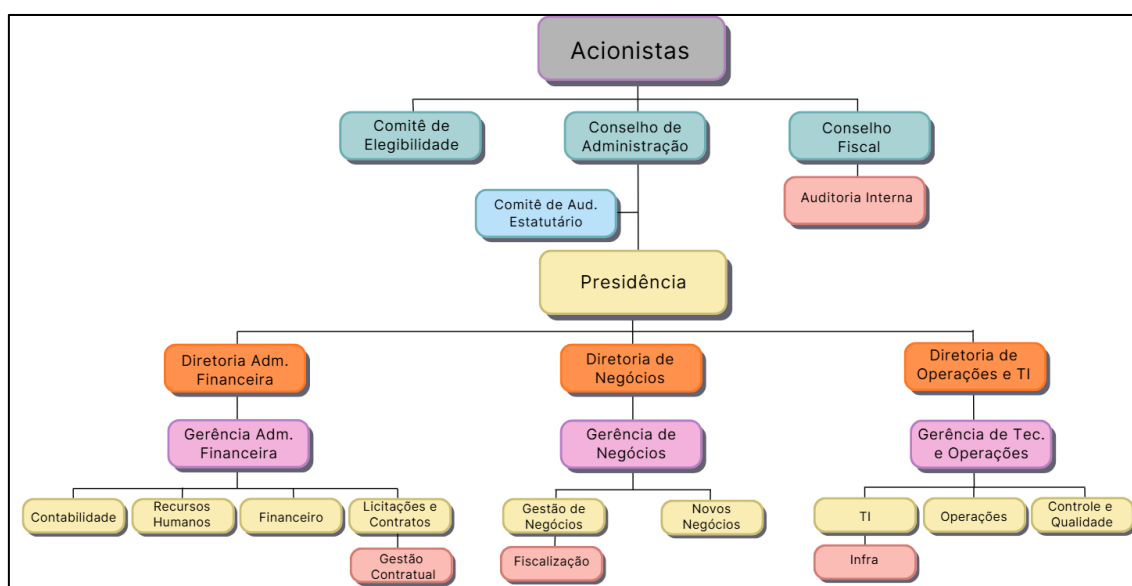 Acionistas
Comitê de
Elegibilidade
Conselho de
Administração
Conselho
Fiscal
Auditoria Interna
Comitê de Aud.
Estatutário
Presidência
Diretoria Adm.
Financeira
Diretoria de
Negócios
Diretoria de
Operações e TI
Gerência Adm.
Financeira
Gerência de
Negócios
Gerência de Tec.
e Operações
Contabilidade
Recursos
Humanos
Financeiro
Licitações e
Contratos
Gestão
Contratual
Gestão de
Negócios
Fiscalização
Novos
Negócios
TI
Infra
Operações
Controle e
Qualidade